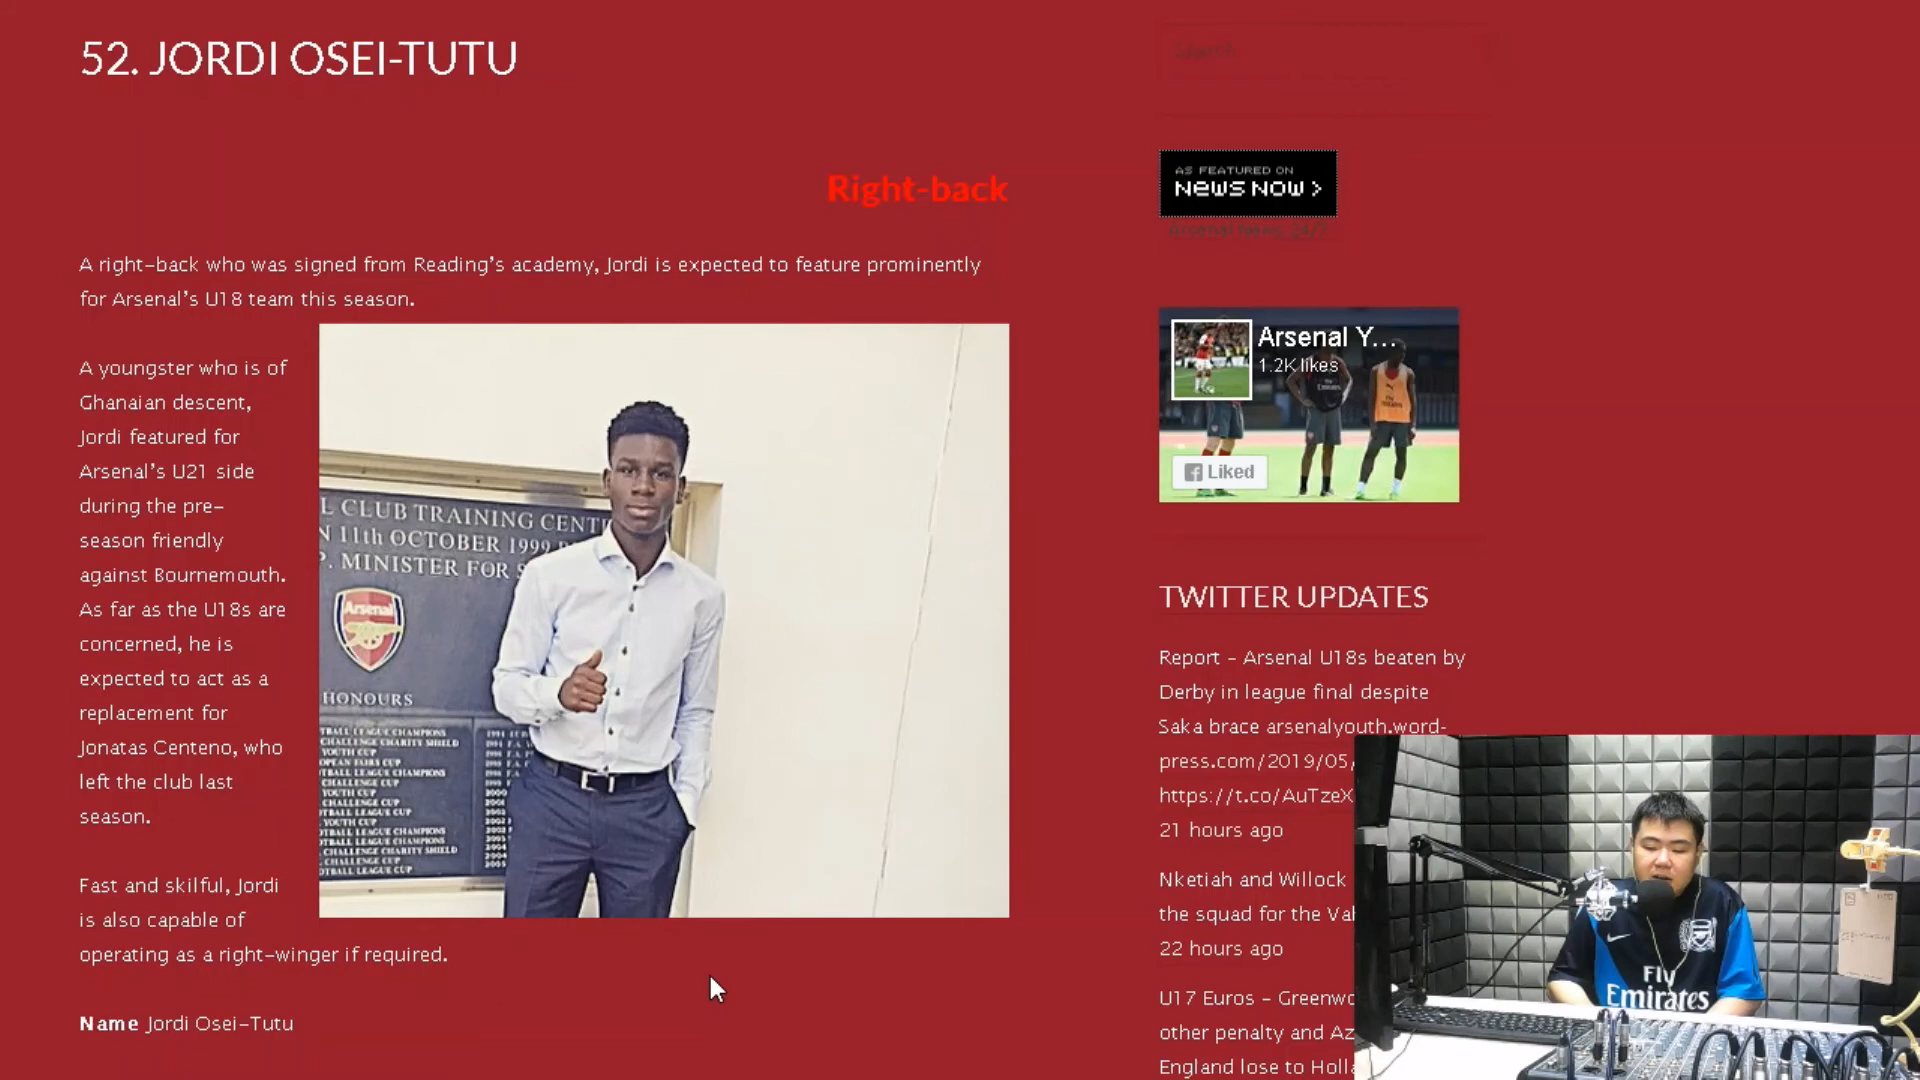 52. JORDI OSEI-TUTU
Right-back
A right-back who was signed from Reading's academy, Jordi is expected to feature prominently
for Arsenal's U18 team this season.
A youngster who is of
Ghanaian descent,
Jordi featured for
Arsenal's U21 side
during the pre-
season friendly
against Bournemouth.
As far as the U18s are
concerned, he is
expected to act as a
replacement for
Jonatas Centeno, who
left the club last
season.
Fast and skilful, Jordi
is also capable of
operating as a right-winger if required.
Name Jordi Osei-Tutu
L CLUB TRAINING CENT
N 11th OCTOBER 1999
P. MINISTER FOR S
Arsenal
HONOURS
Search
AS FEATURED ON
NEWS NOW >
Arsenal News 24/7
Arsenal Y...
1.2K likes
Liked
TWITTER UPDATES
Report – Arsenal U18s beaten by
Derby in league final despite
Saka brace arsenalyouth.word-
press.com/2019/05/
https://t.co/AuTzeX
21 hours ago
Nketiah and Willock
the squad for the Val
22 hours ago
U17 Euros – Greenwo
other penalty and Az
England lose to Holl
Fly
Emirates